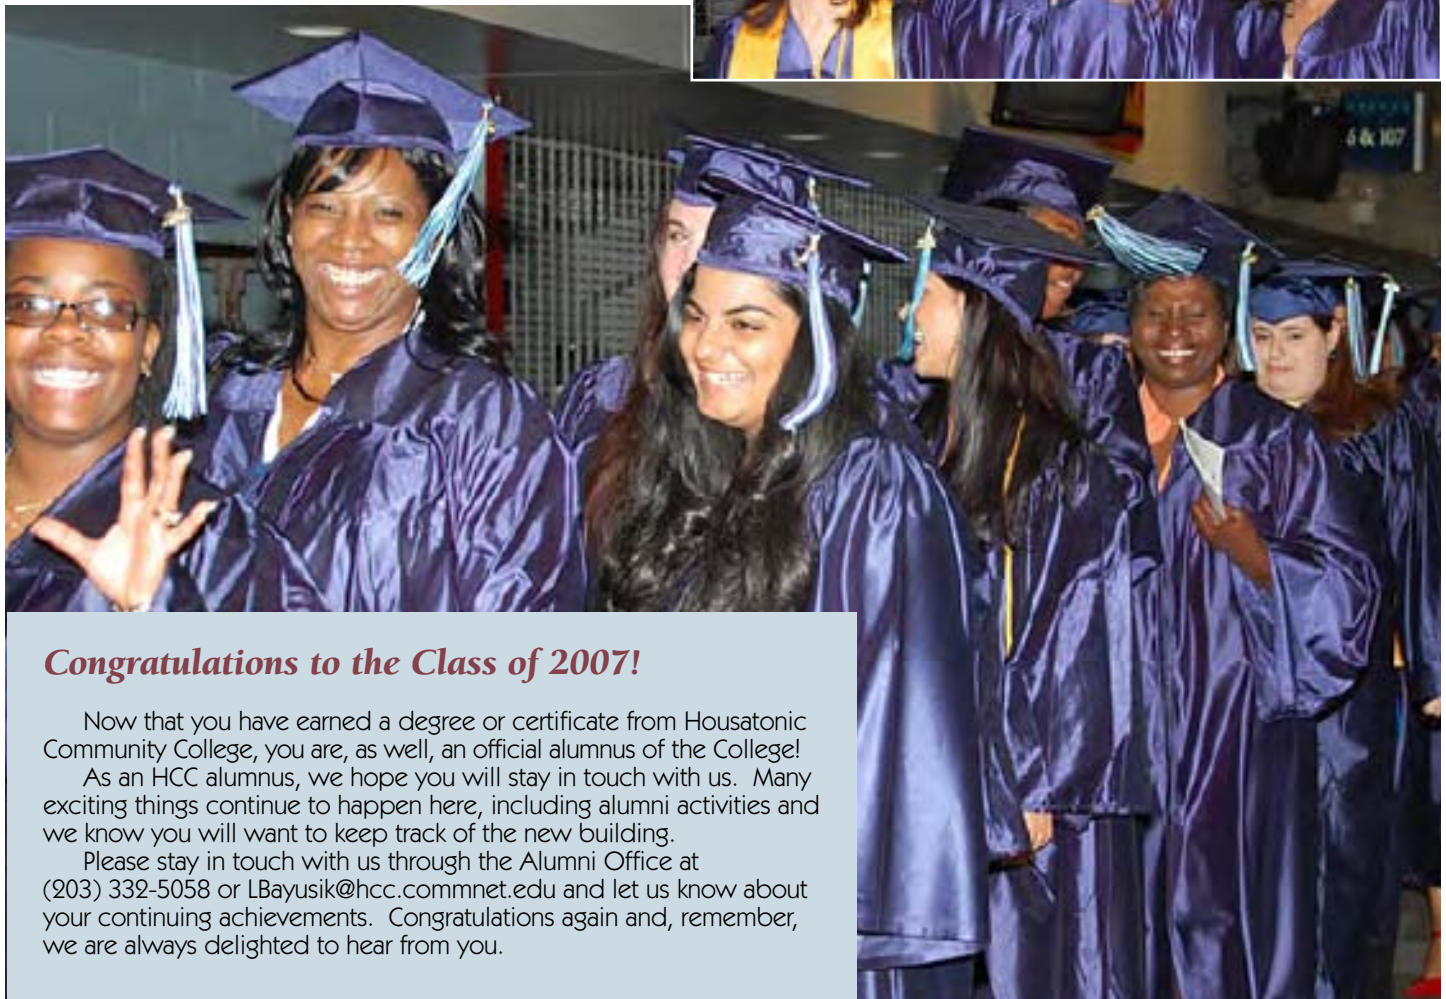 6 & 107
Congratulations to the Class of 2007!
Now that you have earned a degree or certificate from Housatonic
Community College, you are, as well, an official alumnus of the College!
As an HCC alumnus, we hope you will stay in touch with us.  Many
exciting things continue to happen here, including alumni activities and
we know you will want to keep track of the new building.
Please stay in touch with us through the Alumni Office at
(203) 332-5058 or LBayusik@hcc.commnet.edu and let us know about
your continuing achievements.  Congratulations again and, remember,
we are always delighted to hear from you.